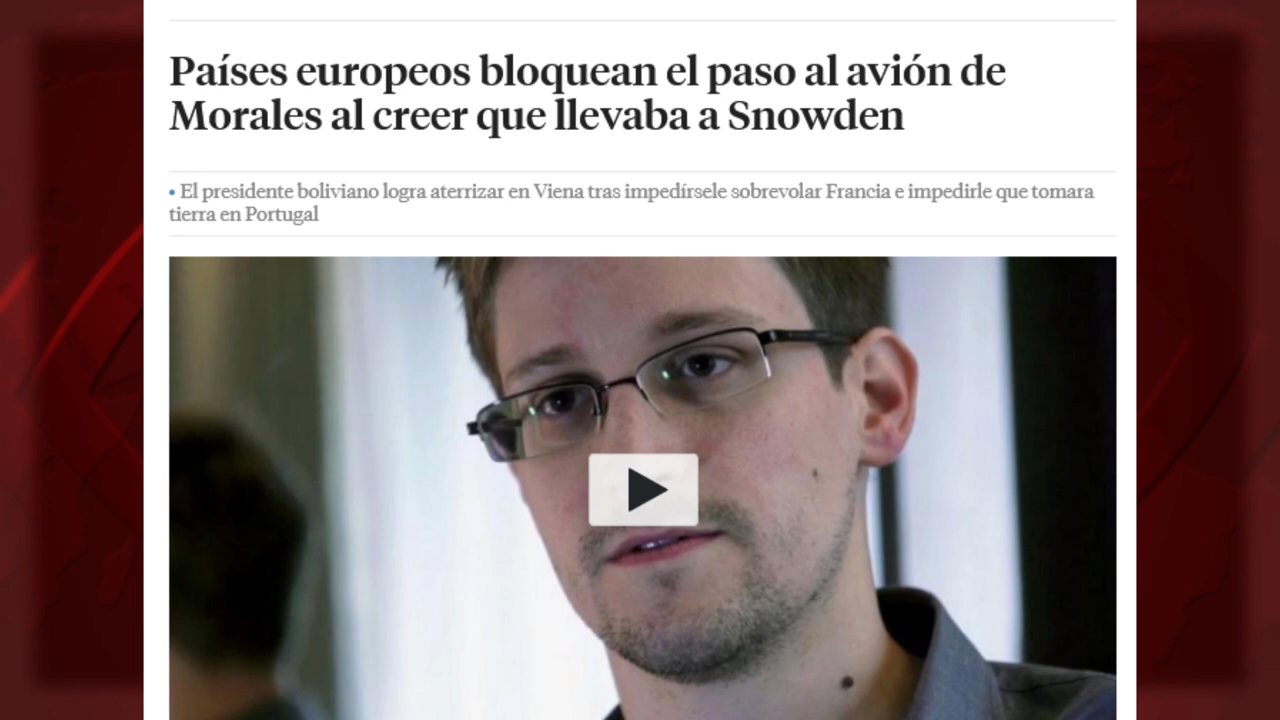 Países europeos bloquean el paso al avión de
Morales al creer que llevaba a Snowden
• El presidente boliviano logra aterrizar en Viena tras impedírsele sobrevolar Francia e impedirle que tomara
tierra en Portugal